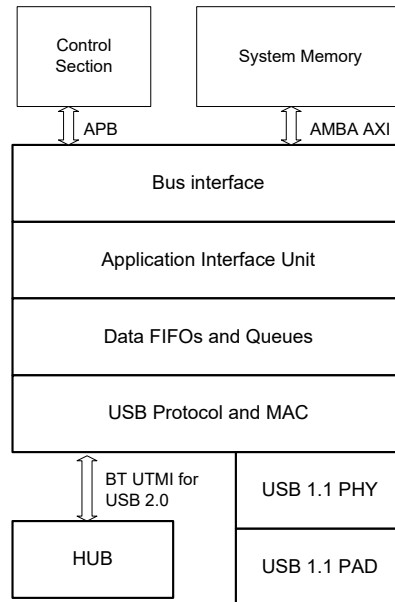 Control
Section
System Memory
APB
AMBA AXI
Bus interface
Application Interface Unit
Data FIFOs and Queues
USB Protocol and MAC
BT UTMI for
USB 2.0
USB 1.1 PHY
HUB
USB 1.1 PAD